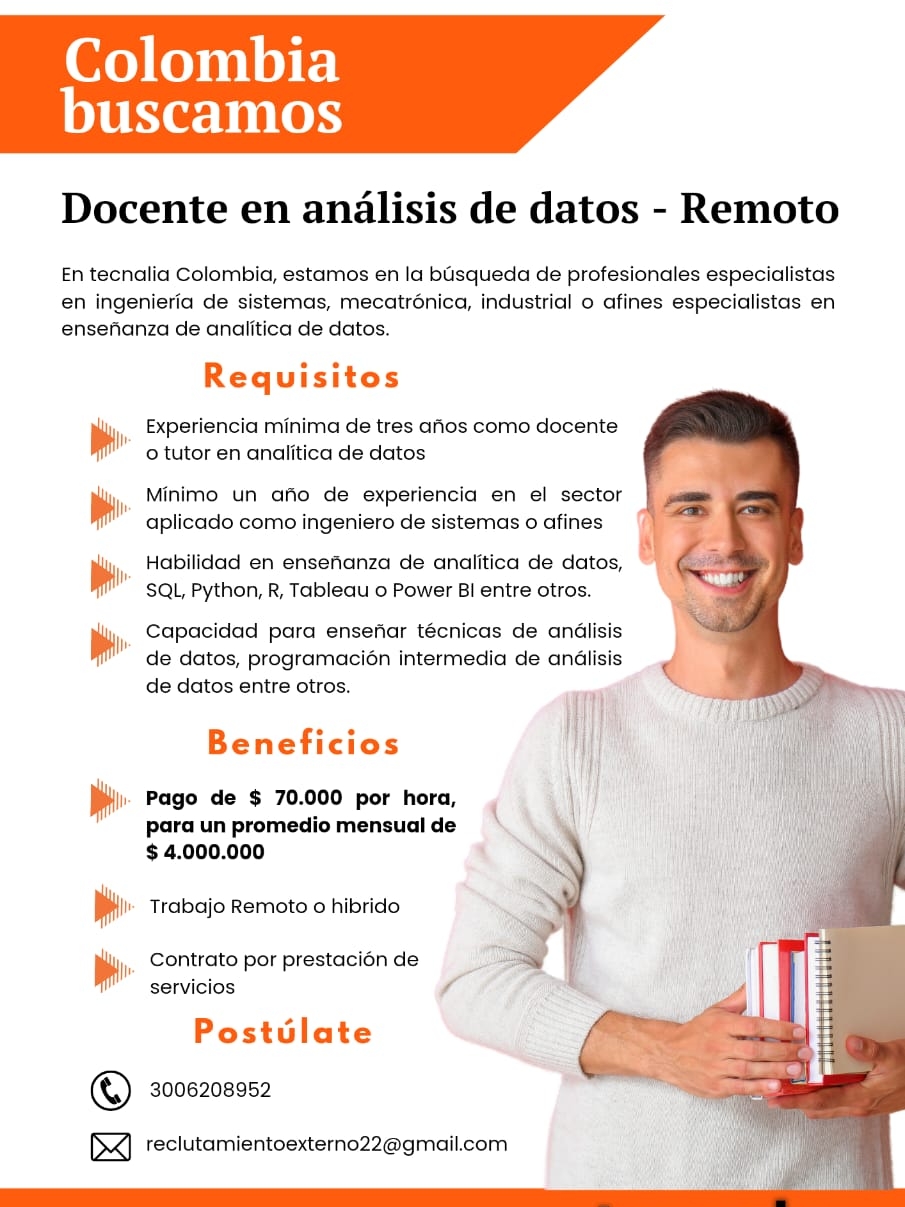 Colombia
buscamos
Docente en análisis de datos - Remoto
En tecnalia Colombia, estamos en la búsqueda de profesionales especialistas
en ingeniería de sistemas, mecatrónica, industrial o afines especialistas en
enseñanza de analítica de datos.
Requisitos
Experiencia mínima de tres años como docente
o tutor en analítica de datos
Mínimo un año de experiencia en el sector
aplicado como ingeniero de sistemas o afines
Habilidad en enseñanza de analítica de datos,
SQL, Python, R, Tableau o Power BI entre otros.
Capacidad para enseñar técnicas de análisis
de datos, programación intermedia de análisis
de datos entre otros.
Beneficios
Pago de $ 70.000 por hora,
para un promedio mensual de
$ 4.000.000
Trabajo Remoto o hibrido
Contrato por prestación de
servicios
Postúlate
3006208952
reclutamientoexterno22@gmail.com